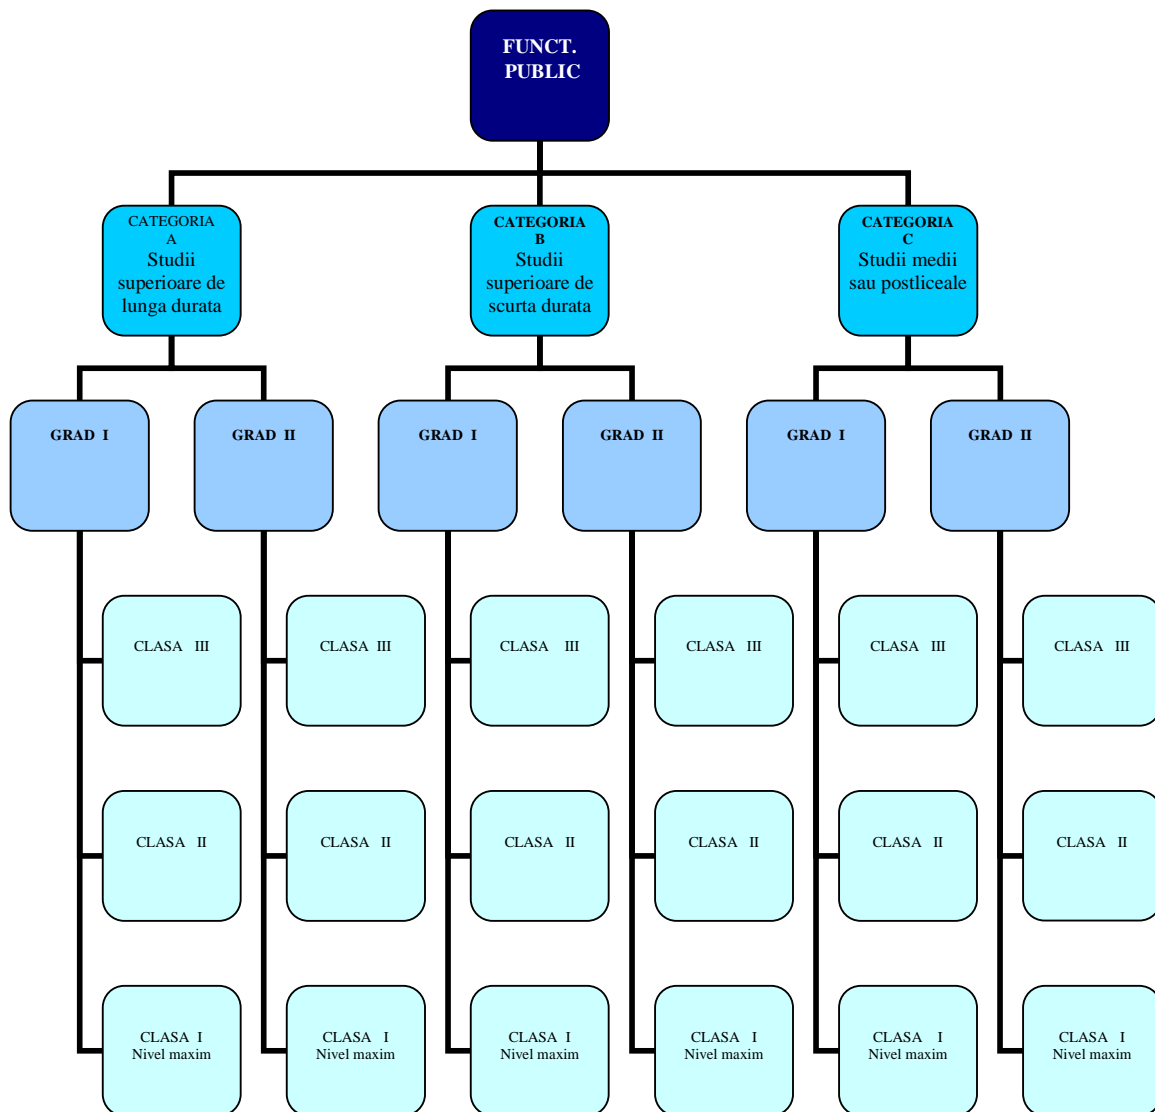 FUNCT.
PUBLIC
CATEGORIA
A
Studii
superioare de
lunga durata
CATEGORIA
B
Studii
superioare de
scurta durata
CATEGORIA
C
Studii medii
sau postliceale
GRAD I
GRAD II
GRAD I
GRAD II
GRAD I
GRAD II
CLASA III
CLASA III
CLASA III
CLASA III
CLASA III
CLASA III
CLASA II
CLASA II
CLASA II
CLASA II
CLASA II
CLASA II
CLASA I
Nivel maxim
CLASA I
Nivel maxim
CLASA I
Nivel maxim
CLASA I
Nivel maxim
CLASA I
Nivel maxim
CLASA I
Nivel maxim